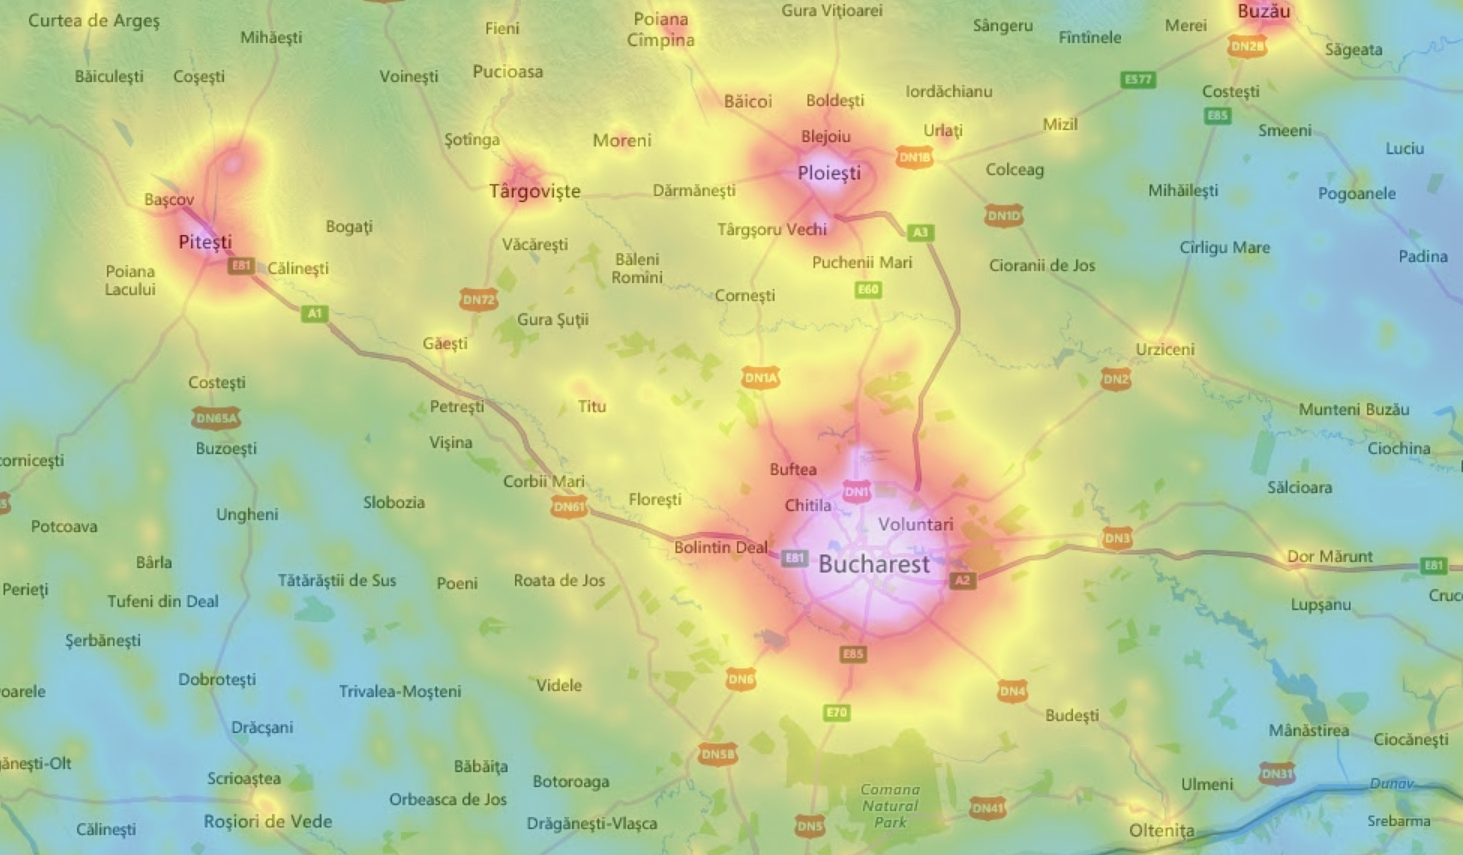 Curtea de Argeş
Mihăeşti
Fieni
Poiana
Cîmpina
Gura Viţioarei
Sângeru
Fîntînele
Merei
Buzău
DN2B
Săgeata
Băiculeşti
Coşeşti
Voineşti
Pucioasa
E577
Costeşti
Băicoi
Boldeşti
Iordăchianu
E85
Smeeni
Şotînga
Moreni
Blejoiu
Urlaţi
Mizil
Luciu
DN1B
Ploieşti
Colceag
Başcov
Târgovişte
Dărmăneşti
Mihăileşti
Pogoanele
DN1D
Bogaţi
Târgşoru Vechi
A3
Piteşti
Văcăreşti
Cîrligu Mare
Padina
E81
Călineşti
Băleni
Romîni
Puchenii Mari
Cioranii de Jos
Poiana
Lacului
E60
Corneşti
DN72
A1
Gura Şuţii
Găeşti
Urziceni
DN1A
DN2
Costeşti
Petreşti
Titu
Munteni Buzău
DN65A
Vişina
Buzoeşti
Ciochina
corniceşti
Buftea
Corbii Mari
Sălcioara
DN1
Slobozia
Floreşti
Chitila
DN61
Ungheni
Voluntari
Potcoava
DN3
Bolintin Deal
E81
Bucharest
Dor Mărunt
E81
Bârla
A2
Perieţi
Tătărăştii de Sus
Poeni
Roata de Jos
Cruc
Tufeni din Deal
Lupşanu
Şerbăneşti
E85
Dobroteşti
DN6
oarele
Trivalea-Moşteni
Videle
DN4
E70
Budeşti
Drăcşani
Mânăstirea
Ciocăneşti
DN5B
găneşti-Olt
Scrioaştea
Băbăiţa
Botoroaga
Ulmeni
DN31
Dunav
Orbeasca de Jos
Comana
Natural
Park
DN41
Roşiori de Vede
Drăgăneşti-Vlaşca
DN5
Călineşti
Olteniţa
Srebarma